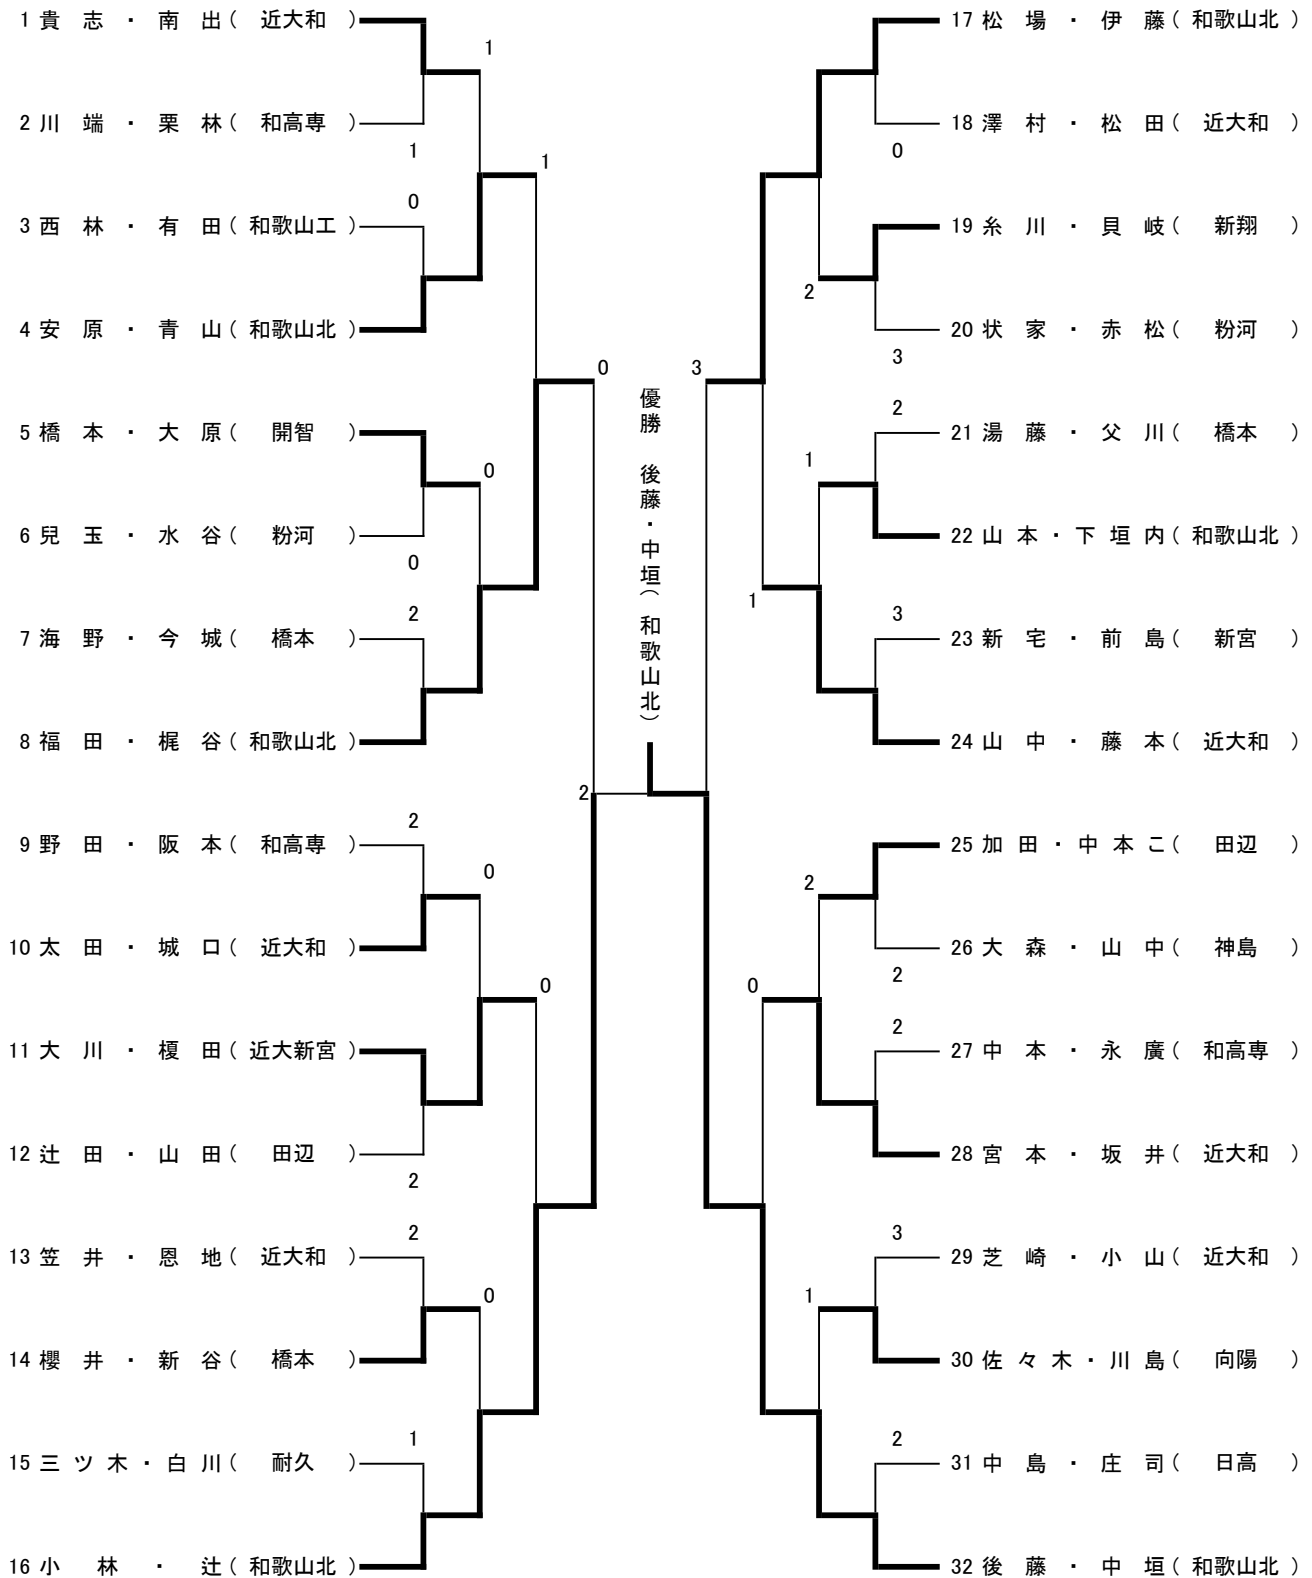 1 貴志・南出(近大和)
1
2 川端・栗林(和高専)
1
1
0
3 西林・有田(和歌山工)
4 安原・青山(和歌山北)
0
5 橋本・大原(開智)
0
6 兒玉・水谷(粉河)
0
2
7 海野・今城(橋本)
8 福田・梶谷(和歌山北)
2
2
9 野田・阪本(和高専)
0
10 太田・城口(近大和)
0
11 大川・榎田(近大新宮)
12 辻田・山田(田辺)
2
2
13 笠井・恩地(近大和)
0
14 櫻井・新谷(橋本)
1
15 三ツ木・白川(耐久)
16 小林・辻(和歌山北)
優勝 後藤・中垣(和歌山北)
17 松場・伊藤(和歌山北)
18 澤村・松田(近大和)
0
19 糸川・貝岐(新翔)
2
20 状家・赤松(粉河)
3
3
2
21 湯藤・父川(橋本)
1
22 山本・下垣内(和歌山北)
1
3
23 新宅・前島(新宮)
24 山中・藤本(近大和)
25 加田・中本こ(田辺)
2
26 大森・山中(神島)
2
0
2
27 中本・永廣(和高専)
28 宮本・坂井(近大和)
3
29 芝崎・小山(近大和)
1
30 佐々木・川島(向陽)
2
31 中島・庄司(日高)
32 後藤・中垣(和歌山北)